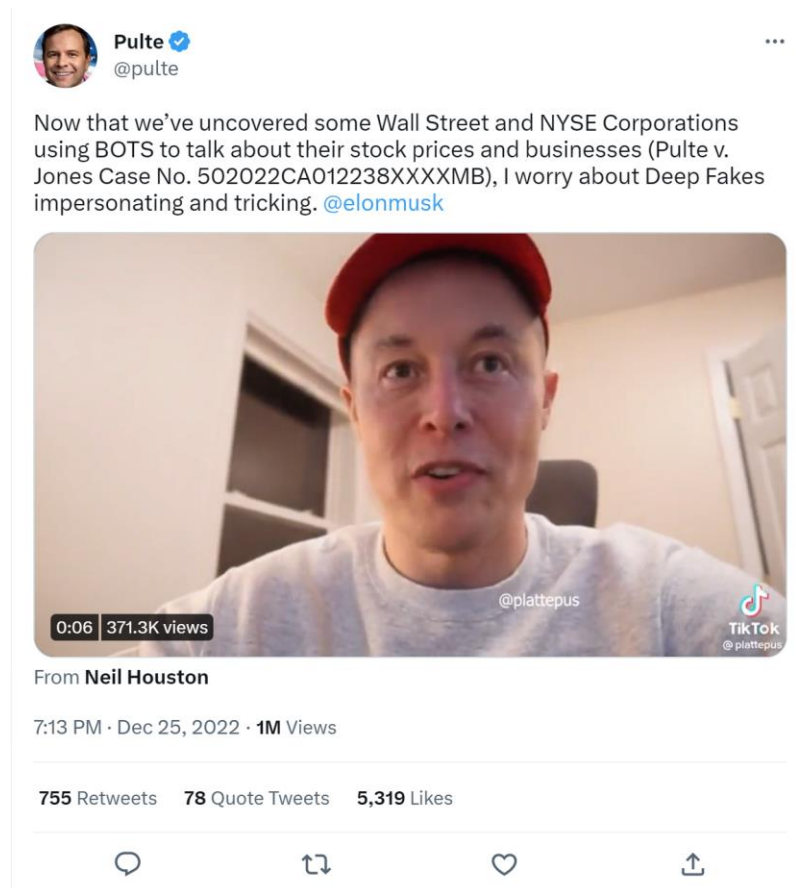 Pulte
@pulte
Now that we’ve uncovered some Wall Street and NYSE Corporations
using BOTS to talk about their stock prices and businesses (Pulte v.
Jones Case No. 502022CA012238XXXXMB), I worry about Deep Fakes
impersonating and tricking. @elonmusk
@plattepus
0:06 371.3K views
TikTok
@plattepus
From Neil Houston
7:13 PM · Dec 25, 2022 · 1M Views
755 Retweets 78 Quote Tweets 5,319 Likes